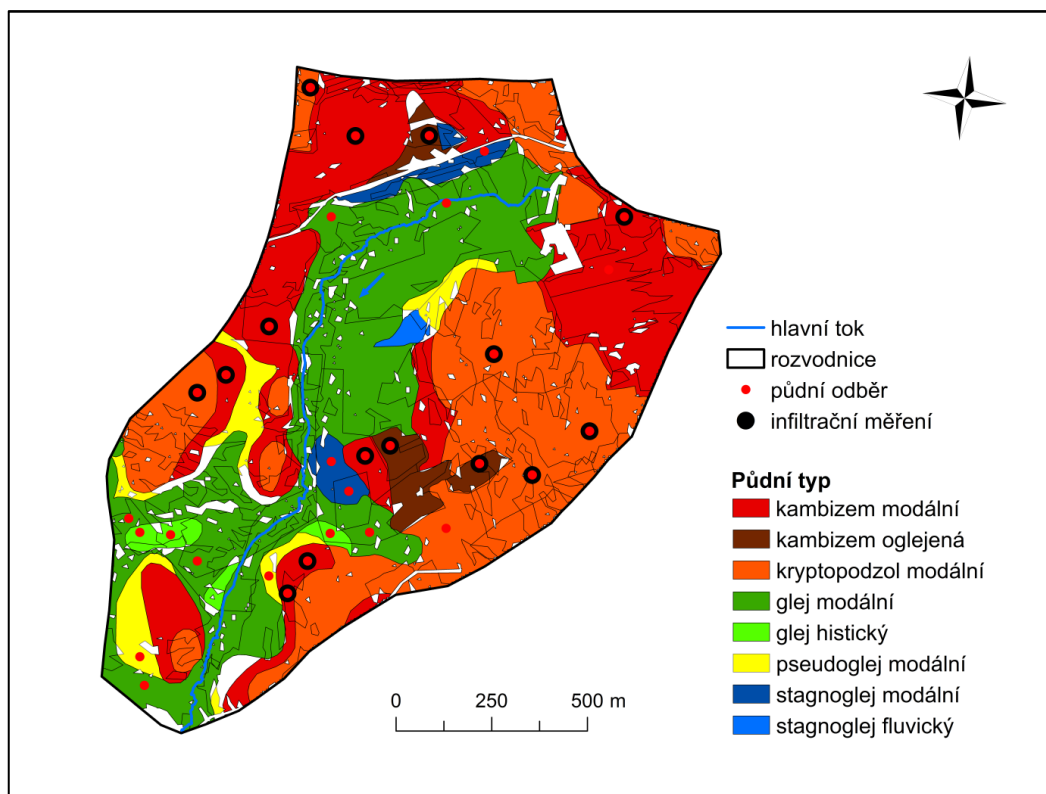 hlavní tok
rozvodnice
půdní odběr
infiltrační měření
Půdní typ
kambizem modální
kambizem oglejená
kryptopodzol modální
glej modální
glej histický
pseudoglej modální
stagnoglej modální
stagnoglej fluvický
0 250 500 m